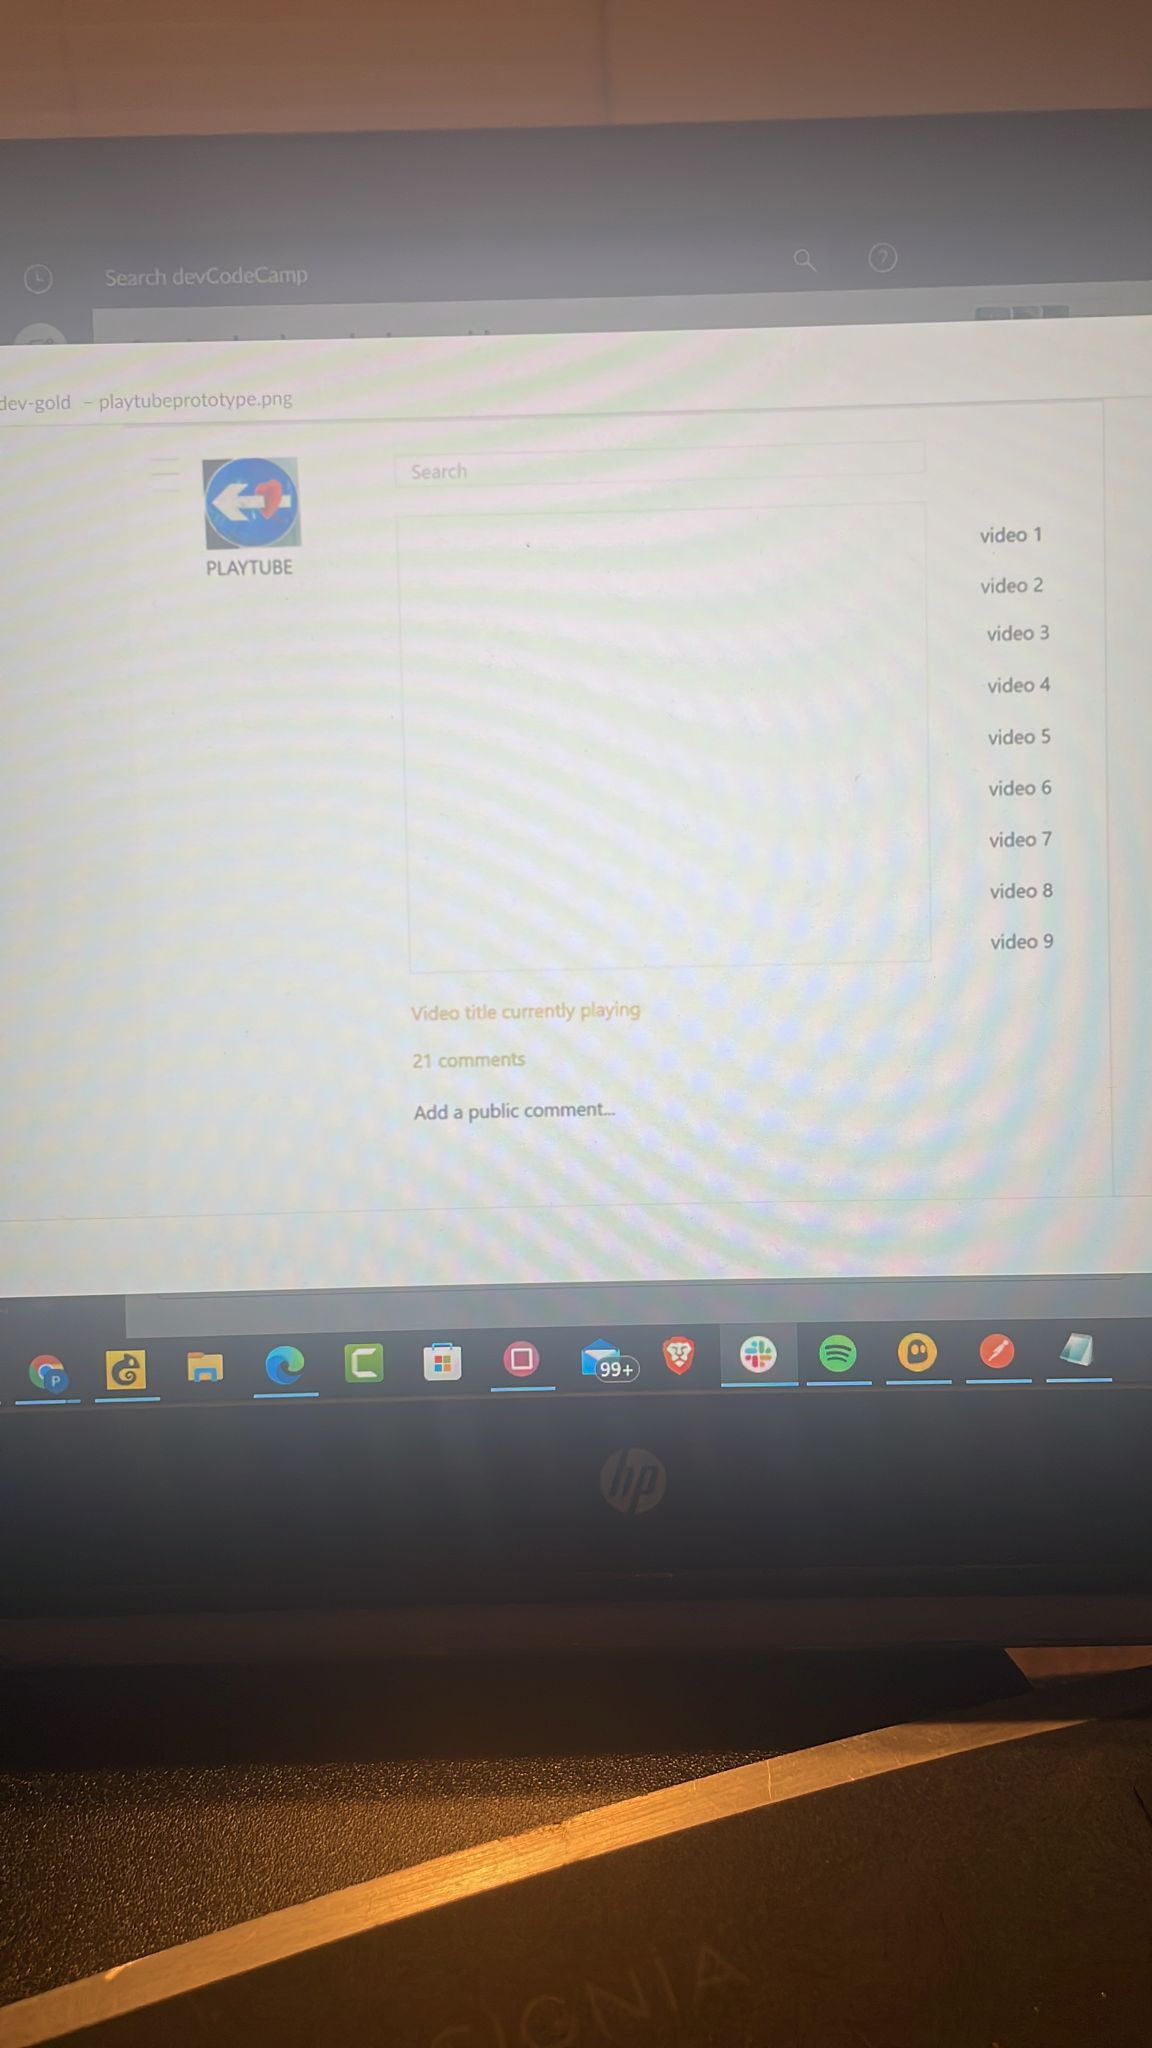 Search devCodeCamp
dev-gold – playtubeprototype.png
Search
PLAYTUBE
video 1
video 2
video 3
video 4
video 5
video 6
video 7
video 8
video 9
Video title currently playing
21 comments
Add a public comment...
P
99+
hp